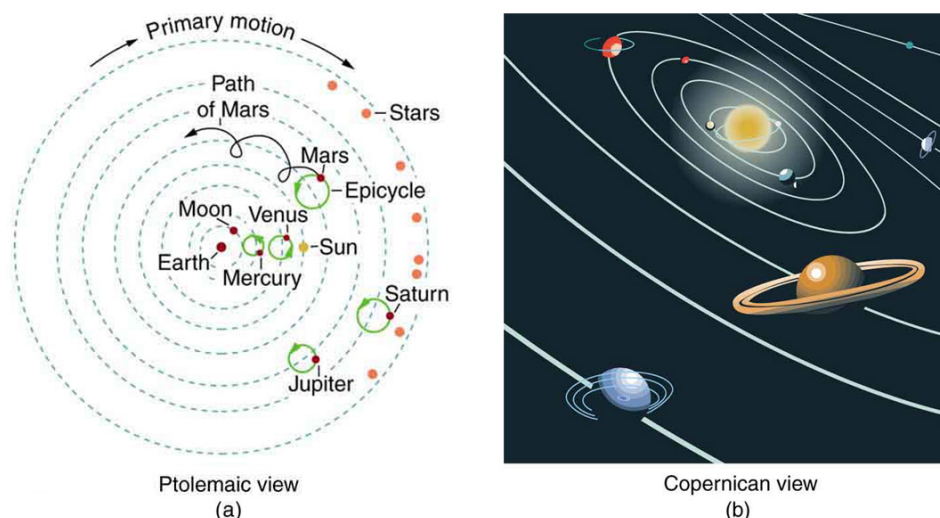 Primary motion
Path
of Mars
Stars
Mars
Epicycle
Moon
Venus
Sun
Earth
Mercury
Saturn
Jupiter
Ptolemaic view
(a)
Copernican view
(b)